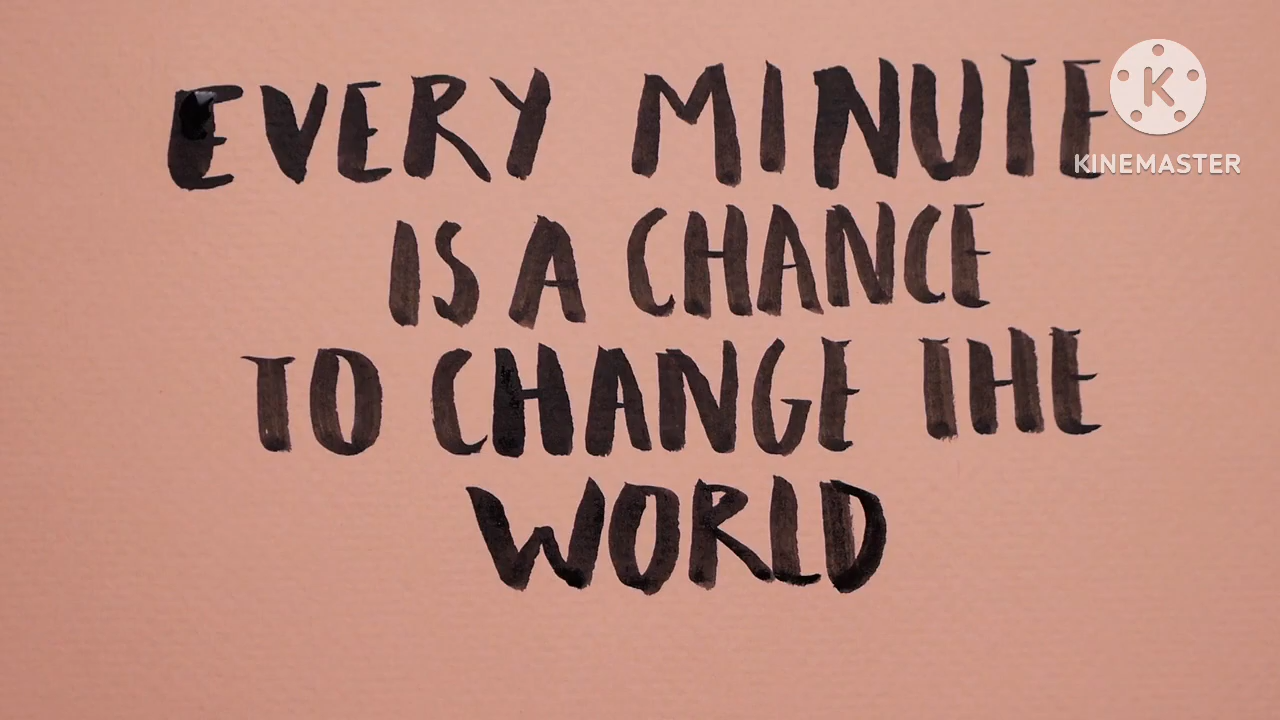 EVERY MINUTE
KINEMASTER
IS A CHANCE
TO CHANGE THE
WORLD